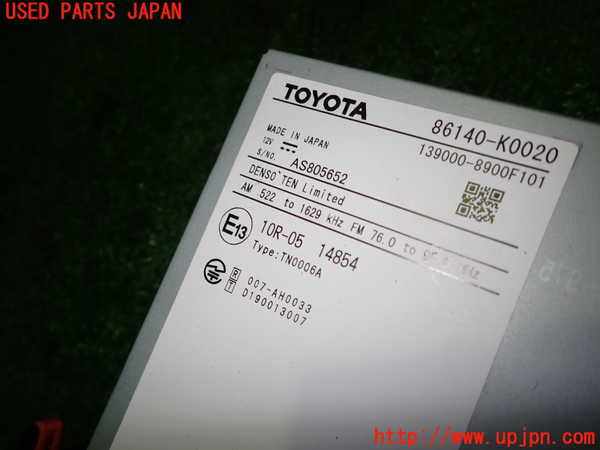 USED PARTS JAPAN
TOYOTA
86140-K0020
MADE IN JAPAN
139000-8900F101
12V
S/NO. AS805652
DENSO TEN Limited
AM 522 to 1629 kHz FM 76.0 to
E13
10R-05 14854
Type:TN0006A
R 007-AH0033
T D190013007
http://www.upjpn.com/